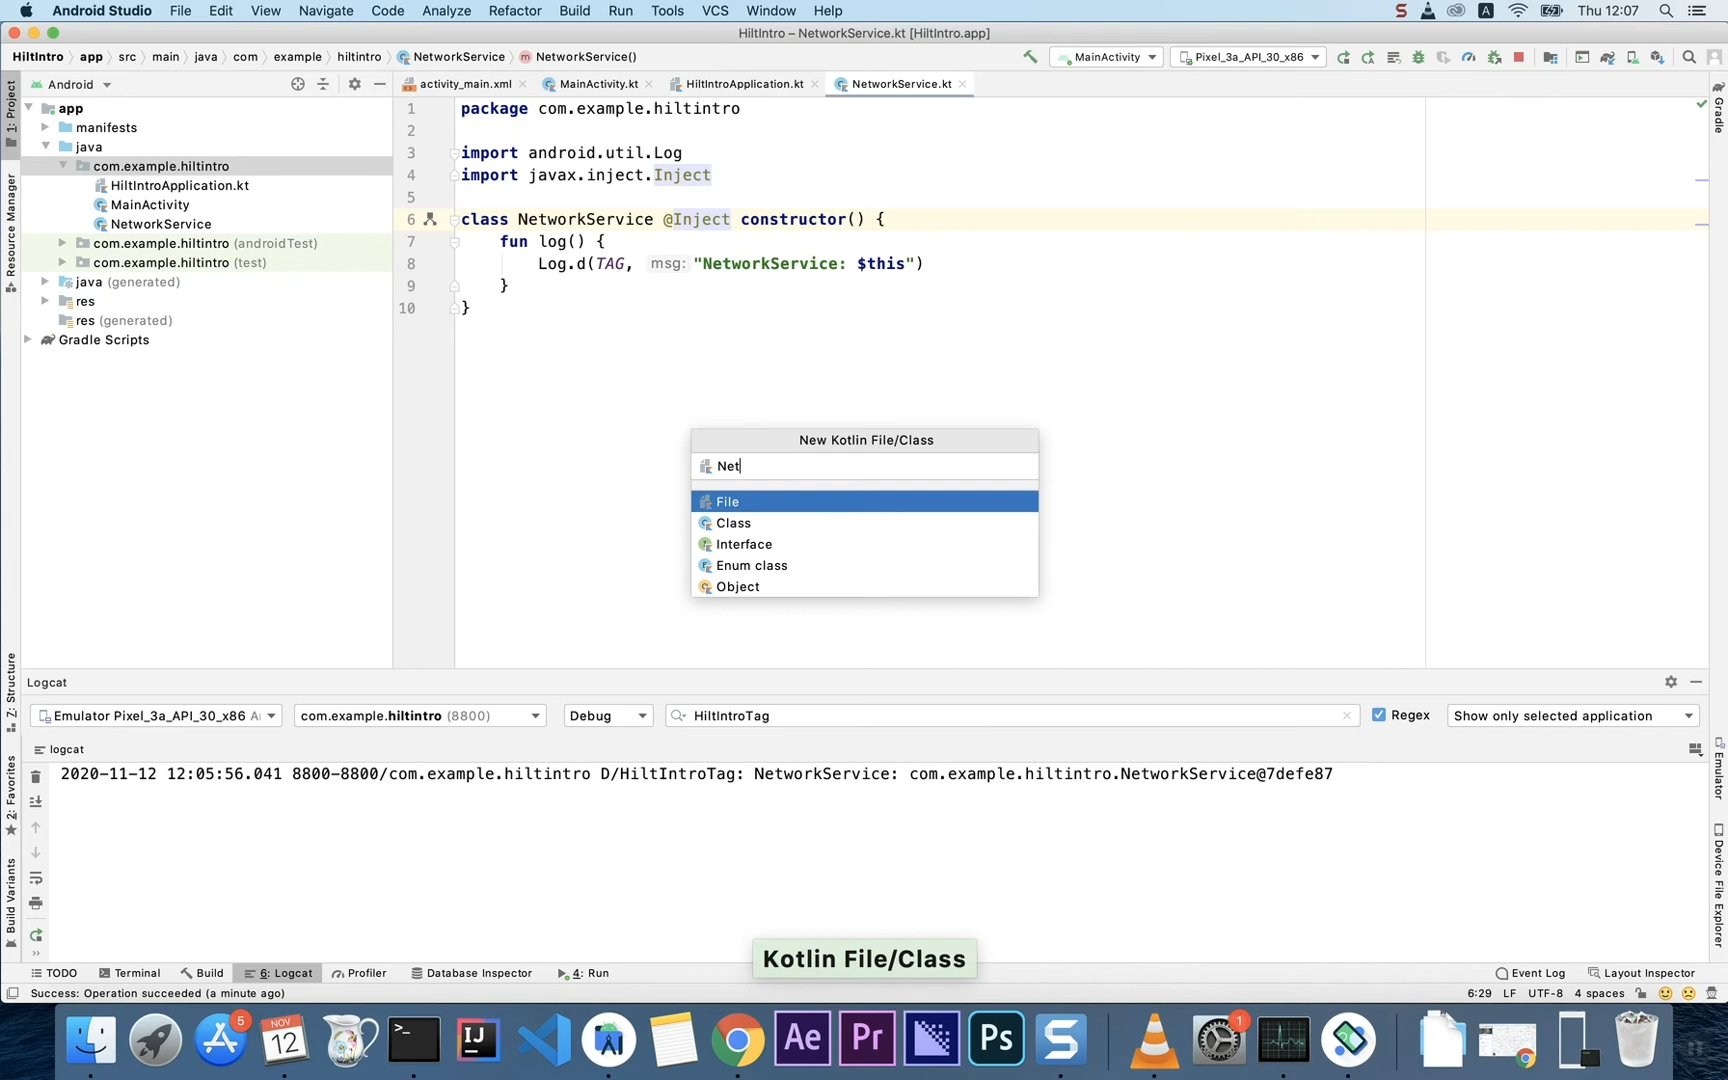 Android Studio File Edit View Navigate Code Analyze Refactor Build Run Tools VCS Window Help Thu 12:07
HiltIntro – NetworkService.kt [HiltIntro.app]
HiltIntro app src main java com example hiltintro NetworkService NetworkService() MainActivity Pixel_3a_API_30_x86
Android activity_main.xml MainActivity.kt HiltIntroApplication.kt NetworkService.kt
1: Project
Resource Manager
Z: Structure
2: Favorites
Build Variants
app
manifests
java
com.example.hiltintro
HiltIntroApplication.kt
MainActivity
NetworkService
com.example.hiltintro (androidTest)
com.example.hiltintro (test)
java (generated)
res
res (generated)
Gradle Scripts
1 package com.example.hiltintro
2
3 import android.util.Log
4 import javax.inject.Inject
5
6 class NetworkService @Inject constructor() {
7 fun log() {
8 Log.d(TAG, msg: "NetworkService: $this")
9 }
10 }
New Kotlin File/Class
Net
File
Class
Interface
Enum class
Object
Gradle
Emulator
Device File Explorer
Logcat
Emulator Pixel_3a_API_30_x86 com.example.hiltintro (8800) Debug HiltIntroTag Regex Show only selected application
logcat
2020-11-12 12:05:56.041 8800-8800/com.example.hiltintro D/HiltIntroTag: NetworkService: com.example.hiltintro.NetworkService@7defe87
Kotlin File/Class
TODO Terminal Build 6: Logcat Profiler Database Inspector 4: Run Event Log Layout Inspector
Success: Operation succeeded (a minute ago) 6:29 LF UTF-8 4 spaces
5 NOV 12 >_ IJ Ae Pr Ps S 1